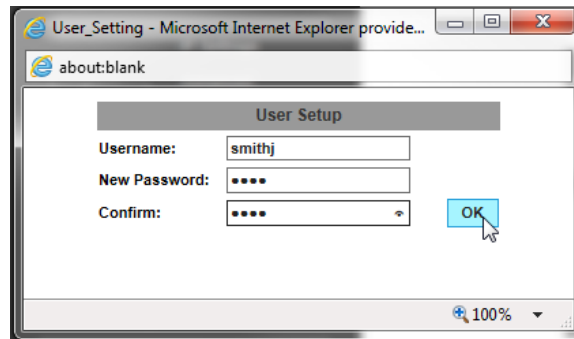 User_Setting - Microsoft Internet Explorer provide...
about:blank
User Setup
Username: smithj
New Password: ••••
Confirm: •••• OK
100%